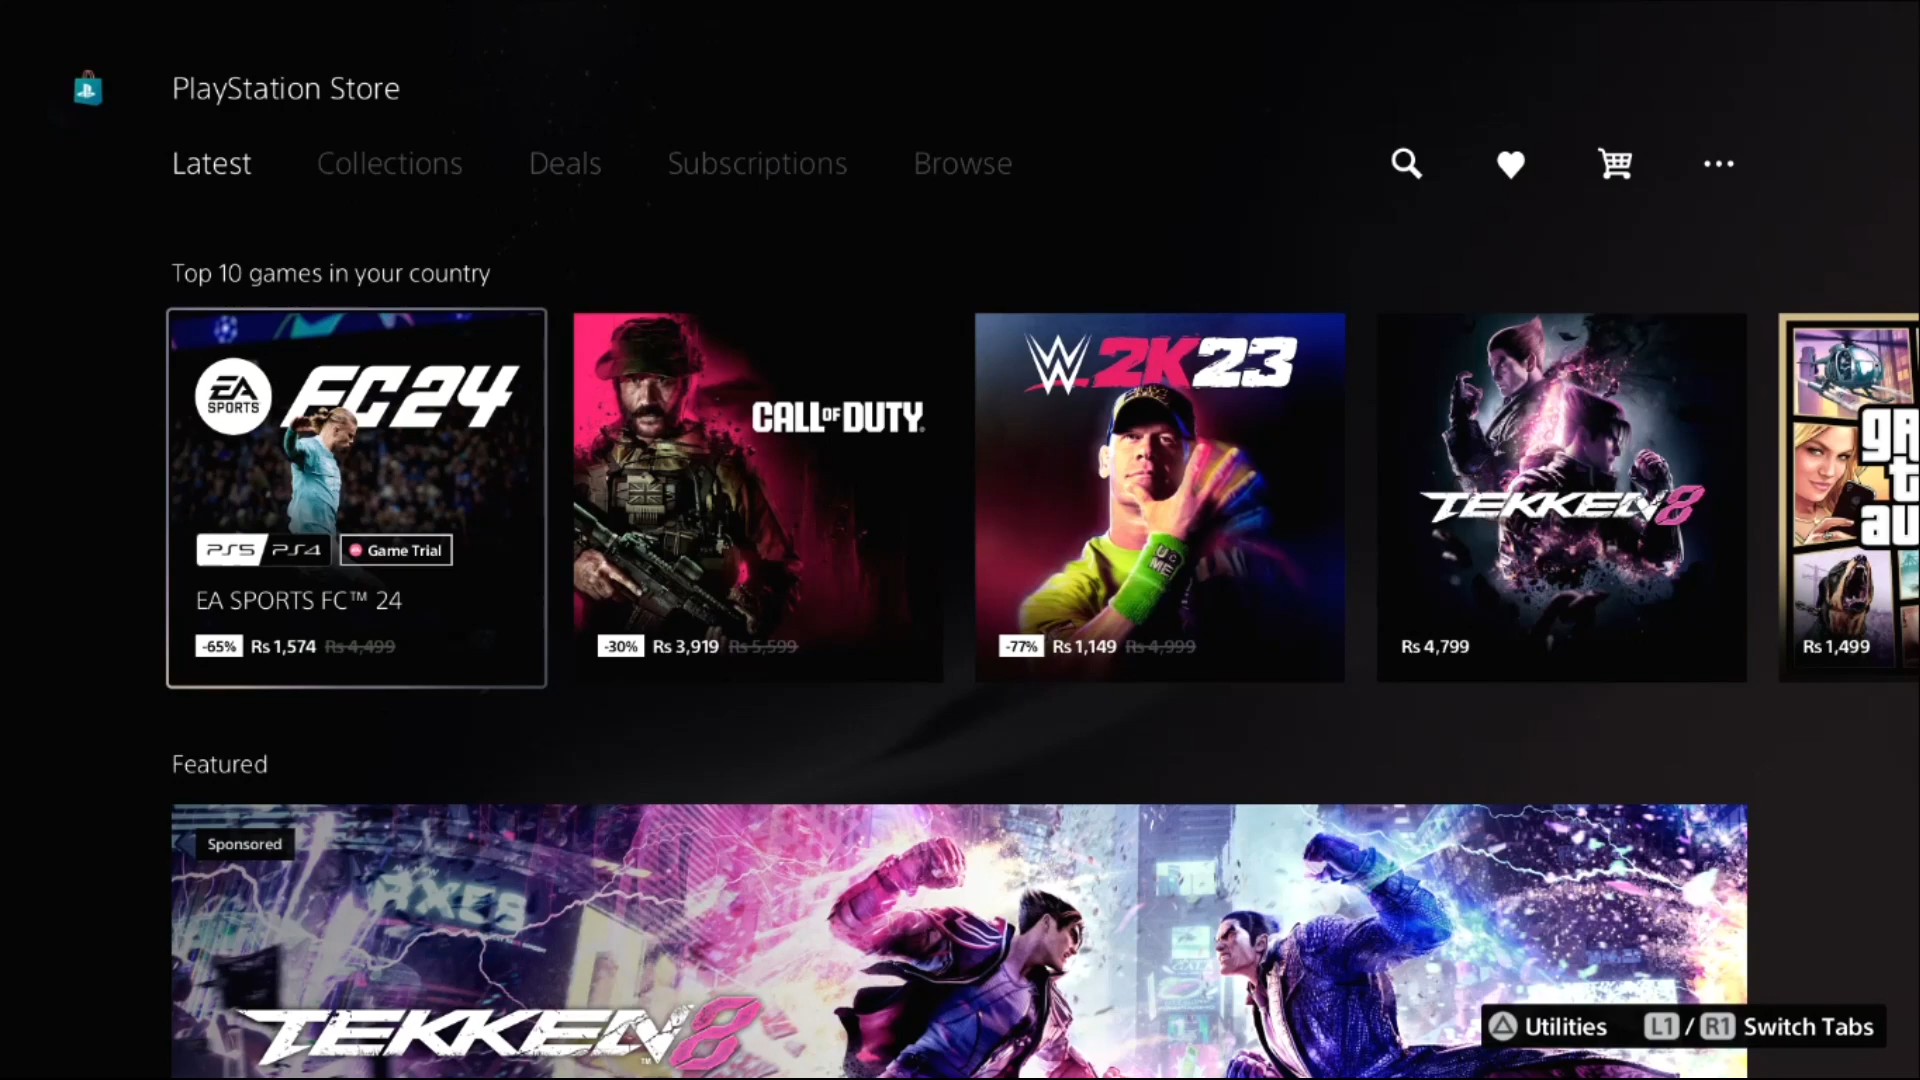 PlayStation Store
Latest Collections Deals Subscriptions Browse
Top 10 games in your country
EA SPORTS FC24
PS5 PS4 Game Trial
EA SPORTS FC™ 24
-65% Rs 1,574 Rs 4,499
CALL OF DUTY®
-30% Rs 3,919 Rs 5,599
W 2K23
U C ME
-77% Rs 1,149 Rs 4,999
TEKKEN 8
Rs 4,799
Rs 1,499
Featured
Sponsored
TEKKEN 8™
Utilities L1 / R1 Switch Tabs